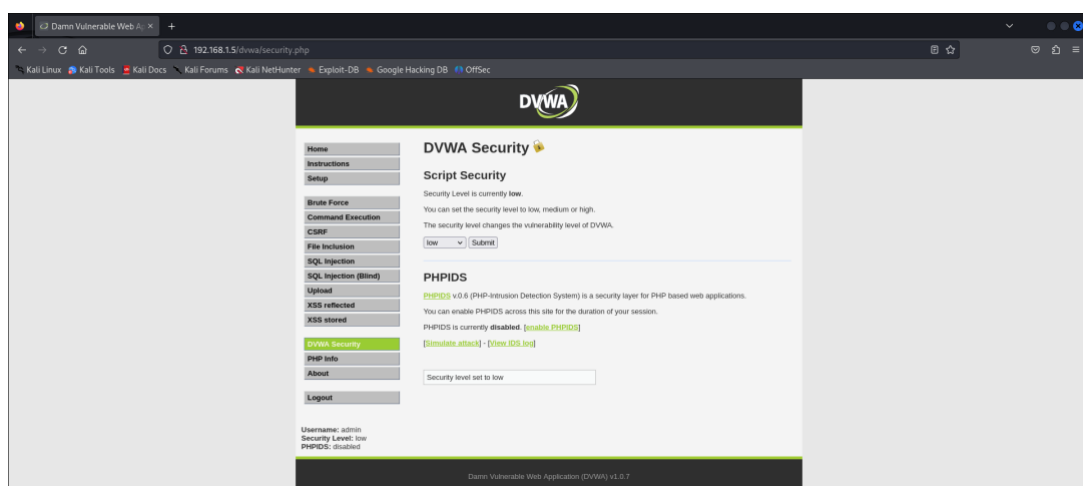 Damn Vulnerable Web Ap
192.168.1.5/dvwa/security.php
Kali Linux Kali Tools Kali Docs Kali Forums Kali NetHunter Exploit-DB Google Hacking DB OffSec
DVWA
Home
Instructions
Setup
Brute Force
Command Execution
CSRF
File Inclusion
SQL Injection
SQL Injection (Blind)
Upload
XSS reflected
XSS stored
DVWA Security
PHP Info
About
Logout
Username: admin
Security Level: low
PHPIDS: disabled
DVWA Security
Script Security
Security Level is currently low.
You can set the security level to low, medium or high.
The security level changes the vulnerability level of DVWA.
low Submit
PHPIDS
PHPIDS v.0.6 (PHP-Intrusion Detection System) is a security layer for PHP based web applications.
You can enable PHPIDS across this site for the duration of your session.
PHPIDS is currently disabled. [enable PHPIDS]
[Simulate attack] - [View IDS log]
Security level set to low
Damn Vulnerable Web Application (DVWA) v1.0.7